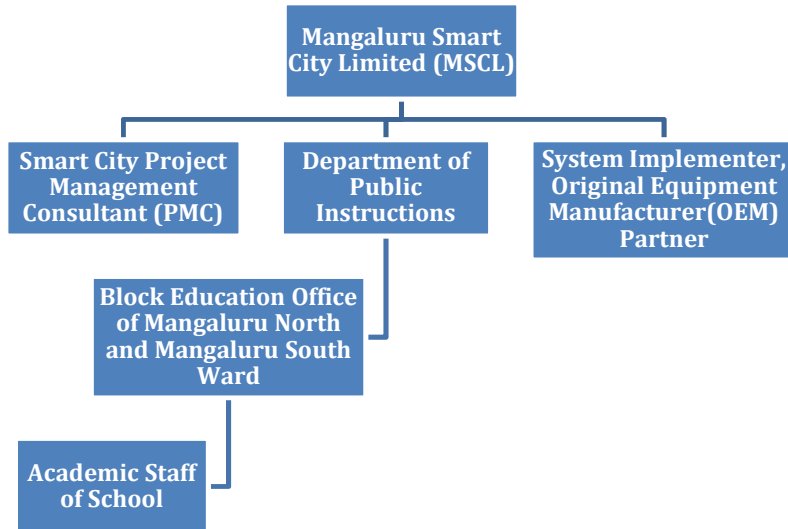 Mangaluru Smart
City Limited (MSCL)
Smart City Project
Management
Consultant (PMC)
Department of
Public
Instructions
System Implementer,
Original Equipment
Manufacturer(OEM)
Partner
Block Education Office
of Mangaluru North
and Mangaluru South
Ward
Academic Staff
of School